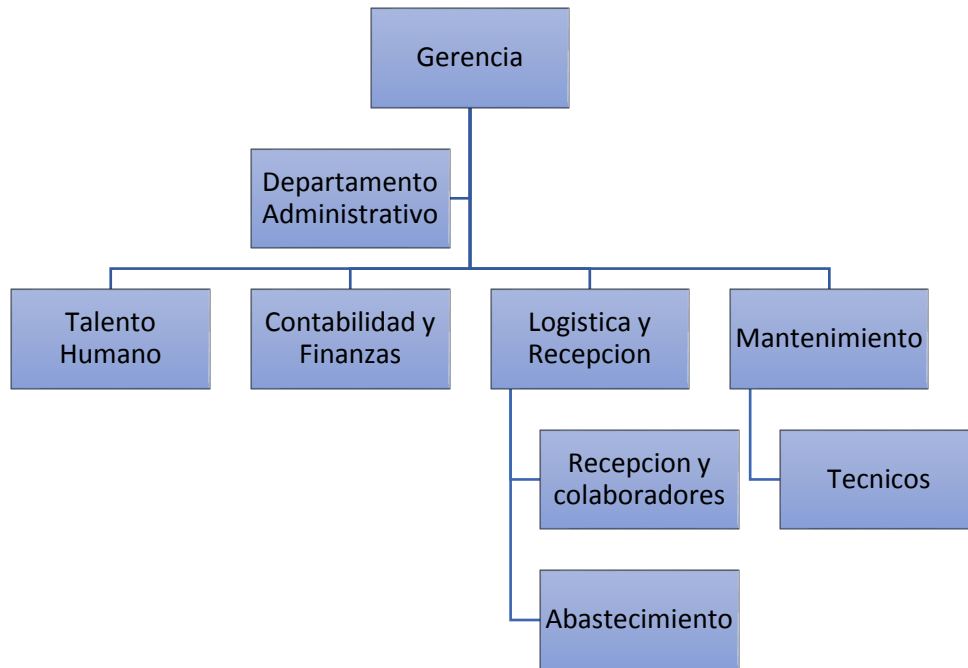 Gerencia
Departamento
Administrativo
Talento
Humano
Contabilidad y
Finanzas
Logistica y
Recepcion
Mantenimiento
Recepcion y
colaboradores
Tecnicos
Abastecimiento